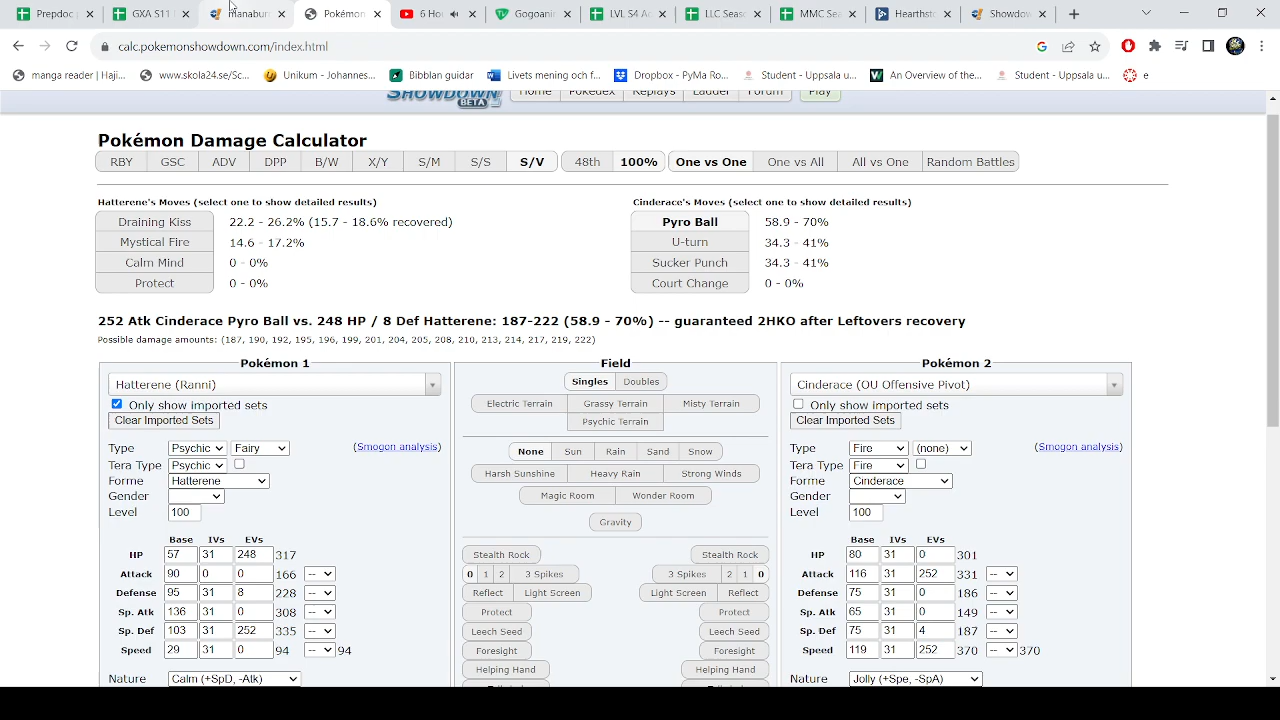 Prepdoc GXA S11 manabum Pokémon 6 Hou Gogoanin LVL S4 A LLC Seaso MML Sea Hearthst Showdow
calc.pokemonshowdown.com/index.html
manga reader | Haji... www.skola24.se/Sc... Unikum - Johannes... Bibblan guidar Livets mening och f... Dropbox - PyMa Ro... Student - Uppsala u... An Overview of the... Student - Uppsala u... e
SHOWDOWN BETA Home Pokédex Replays Ladder Forum Play
Pokémon Damage Calculator
RBY GSC ADV DPP B/W X/Y S/M S/S S/V 48th 100% One vs One One vs All All vs One Random Battles
Hatterene's Moves (select one to show detailed results) Cinderace's Moves (select one to show detailed results)
Draining Kiss 22.2 - 26.2% (15.7 - 18.6% recovered) Pyro Ball 58.9 - 70%
Mystical Fire 14.6 - 17.2% U-turn 34.3 - 41%
Calm Mind 0 - 0% Sucker Punch 34.3 - 41%
Protect 0 - 0% Court Change 0 - 0%
252 Atk Cinderace Pyro Ball vs. 248 HP / 8 Def Hatterene: 187-222 (58.9 - 70%) -- guaranteed 2HKO after Leftovers recovery
Possible damage amounts: (187, 190, 192, 195, 196, 199, 201, 204, 205, 208, 210, 213, 214, 217, 219, 222)
Pokémon 1 Field Pokémon 2
Hatterene (Ranni) Singles Doubles Cinderace (OU Offensive Pivot)
Only show imported sets Electric Terrain Grassy Terrain Misty Terrain Only show imported sets
Clear Imported Sets Psychic Terrain Clear Imported Sets
Type Psychic Fairy (Smogon analysis) None Sun Rain Sand Snow Type Fire (none) (Smogon analysis)
Tera Type Psychic Harsh Sunshine Heavy Rain Strong Winds Tera Type Fire
Forme Hatterene Forme Cinderace
Gender Magic Room Wonder Room Gender
Level 100 Gravity Level 100
Base IVs EVs Base IVs EVs
HP 57 31 248 317 Stealth Rock Stealth Rock HP 80 31 0 301
Attack 90 0 0 166 -- 0 1 2 3 Spikes 3 Spikes 2 1 0 Attack 116 31 252 331 --
Defense 95 31 8 228 -- Reflect Light Screen Light Screen Reflect Defense 75 31 0 186 --
Sp. Atk 136 31 0 308 -- Protect Protect Sp. Atk 65 31 0 149 --
Sp. Def 103 31 252 335 -- Leech Seed Leech Seed Sp. Def 75 31 4 187 --
Speed 29 31 0 94 -- 94 Foresight Foresight Speed 119 31 252 370 -- 370
Helping Hand Helping Hand
Nature Calm (+SpD, -Atk) Nature Jolly (+Spe, -SpA)